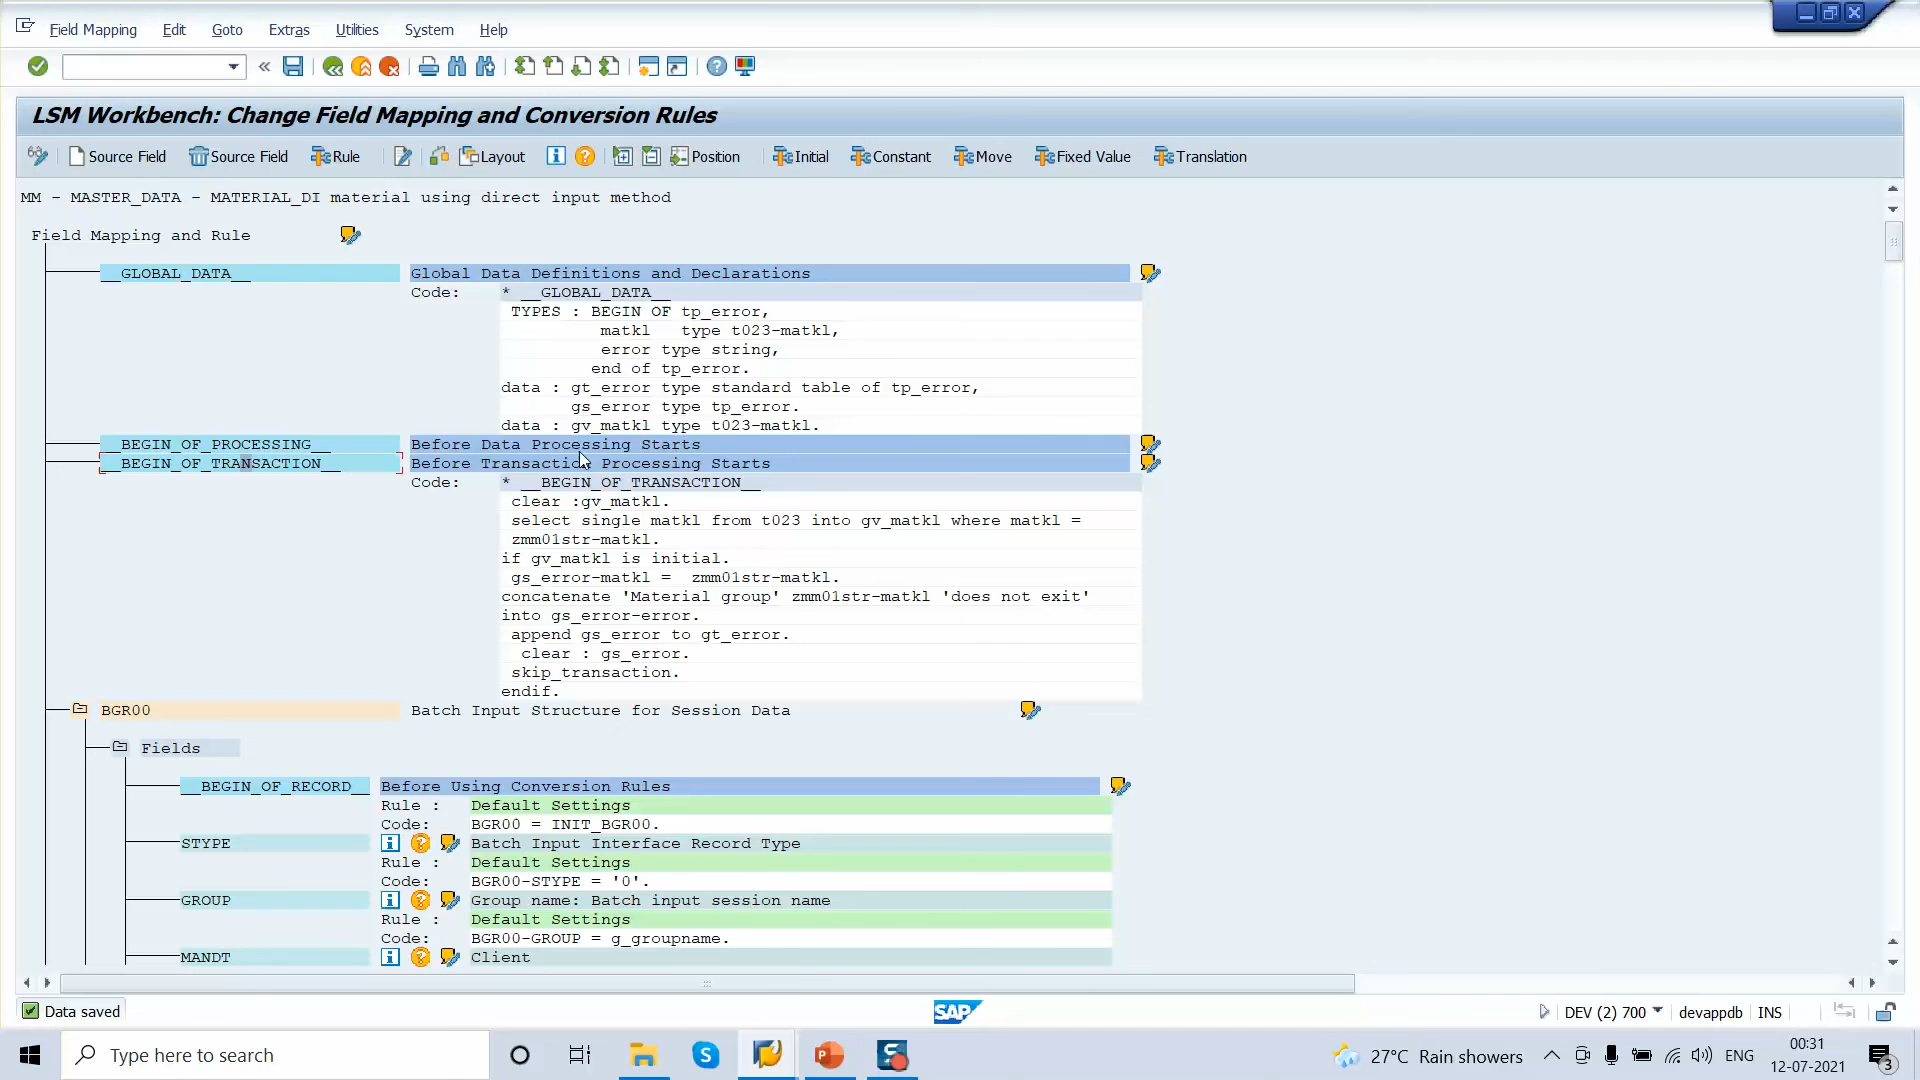 Field Mapping Edit Goto Extras Utilities System Help
LSM Workbench: Change Field Mapping and Conversion Rules
Source Field Source Field Rule Layout Position Initial Constant Move Fixed Value Translation
MM - MASTER_DATA - MATERIAL_DI material using direct input method
Field Mapping and Rule
__GLOBAL_DATA__ Global Data Definitions and Declarations
Code: * __GLOBAL_DATA__
TYPES : BEGIN OF tp_error,
matkl type t023-matkl,
error type string,
end of tp_error.
data : gt_error type standard table of tp_error,
gs_error type tp_error.
data : gv_matkl type t023-matkl.
__BEGIN_OF_PROCESSING__ Before Data Processing Starts
__BEGIN_OF_TRANSACTION__ Before Transaction Processing Starts
Code: * __BEGIN_OF_TRANSACTION__
clear :gv_matkl.
select single matkl from t023 into gv_matkl where matkl =
zmm01str-matkl.
if gv_matkl is initial.
gs_error-matkl = zmm01str-matkl.
concatenate 'Material group' zmm01str-matkl 'does not exit'
into gs_error-error.
append gs_error to gt_error.
clear : gs_error.
skip_transaction.
endif.
BGR00 Batch Input Structure for Session Data
Fields
__BEGIN_OF_RECORD__ Before Using Conversion Rules
Rule : Default Settings
Code: BGR00 = INIT_BGR00.
STYPE Batch Input Interface Record Type
Rule : Default Settings
Code: BGR00-STYPE = '0'.
GROUP Group name: Batch input session name
Rule : Default Settings
Code: BGR00-GROUP = g_groupname.
MANDT Client
Data saved SAP DEV (2) 700 devappdb INS
Type here to search 27°C Rain showers ENG 00:31
12-07-2021 3